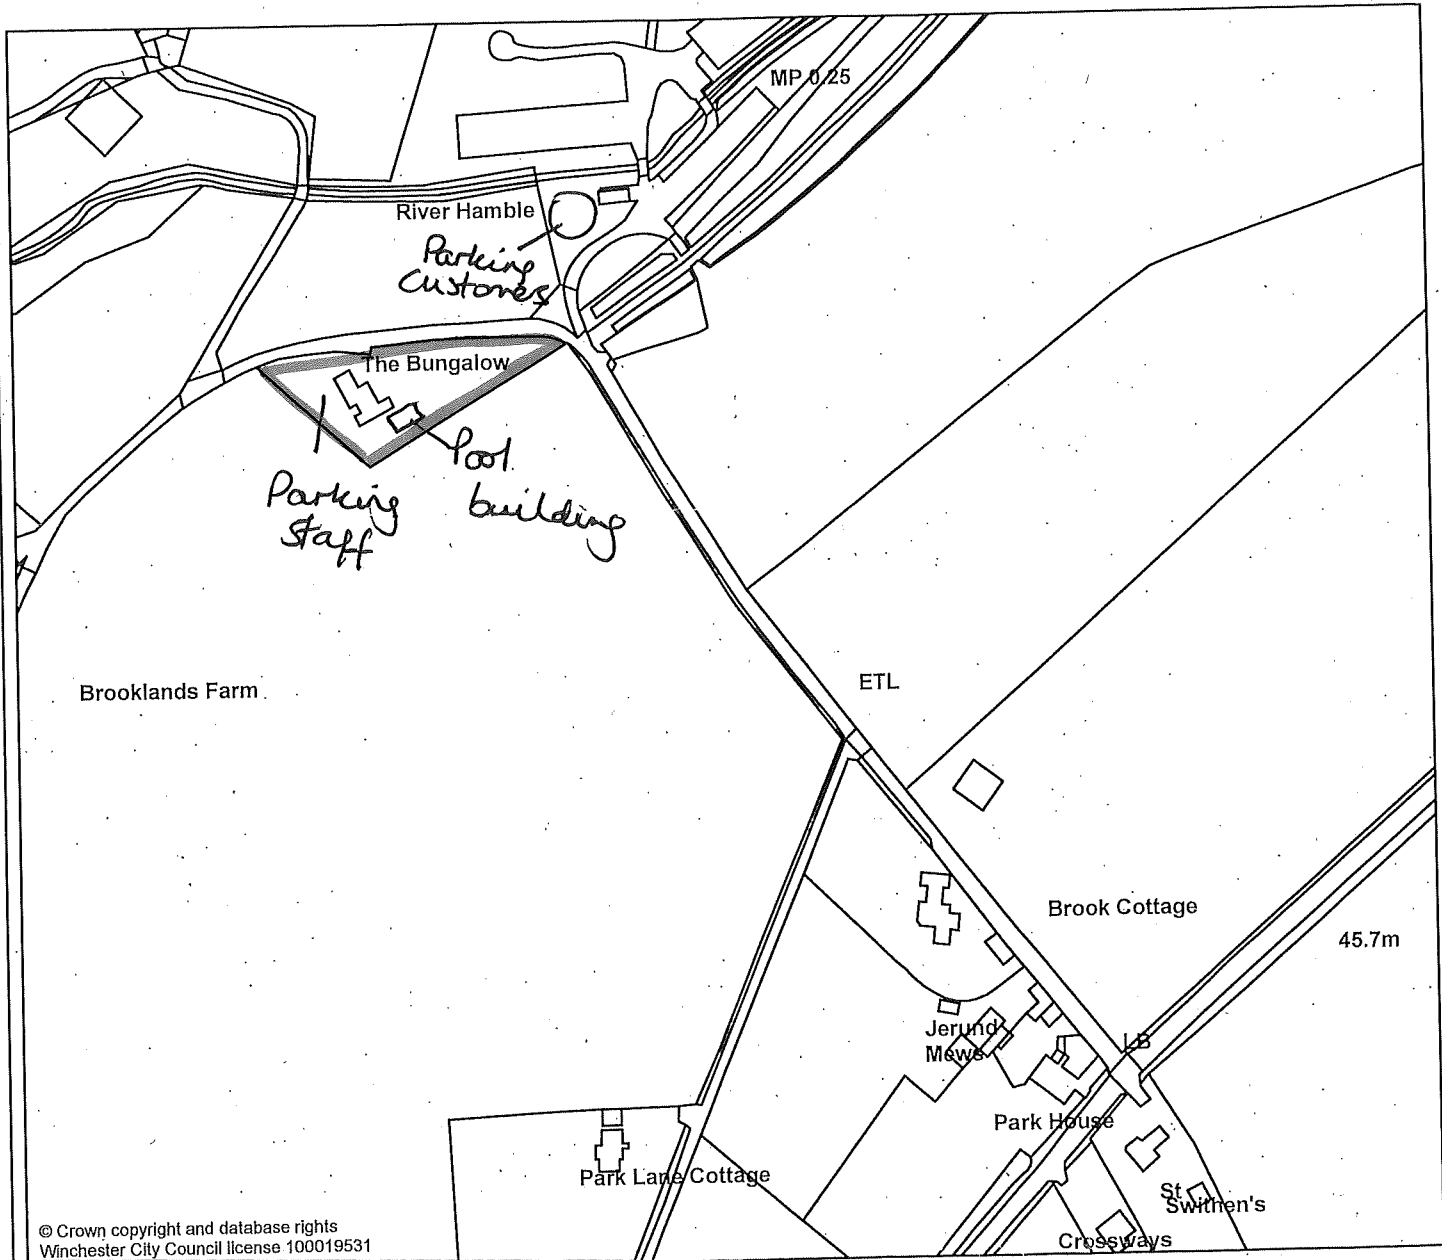 MP 0.25
River Hamble
Parking
Customers
The Bungalow
Pool
building
Parking
Staff
Brooklands Farm
ETL
Brook Cottage
45.7m
Jerund
Mews
LB
Park House
Park Lane Cottage
St
Swithen's
Crossways
© Crown copyright and database rights
Winchester City Council license 100019531